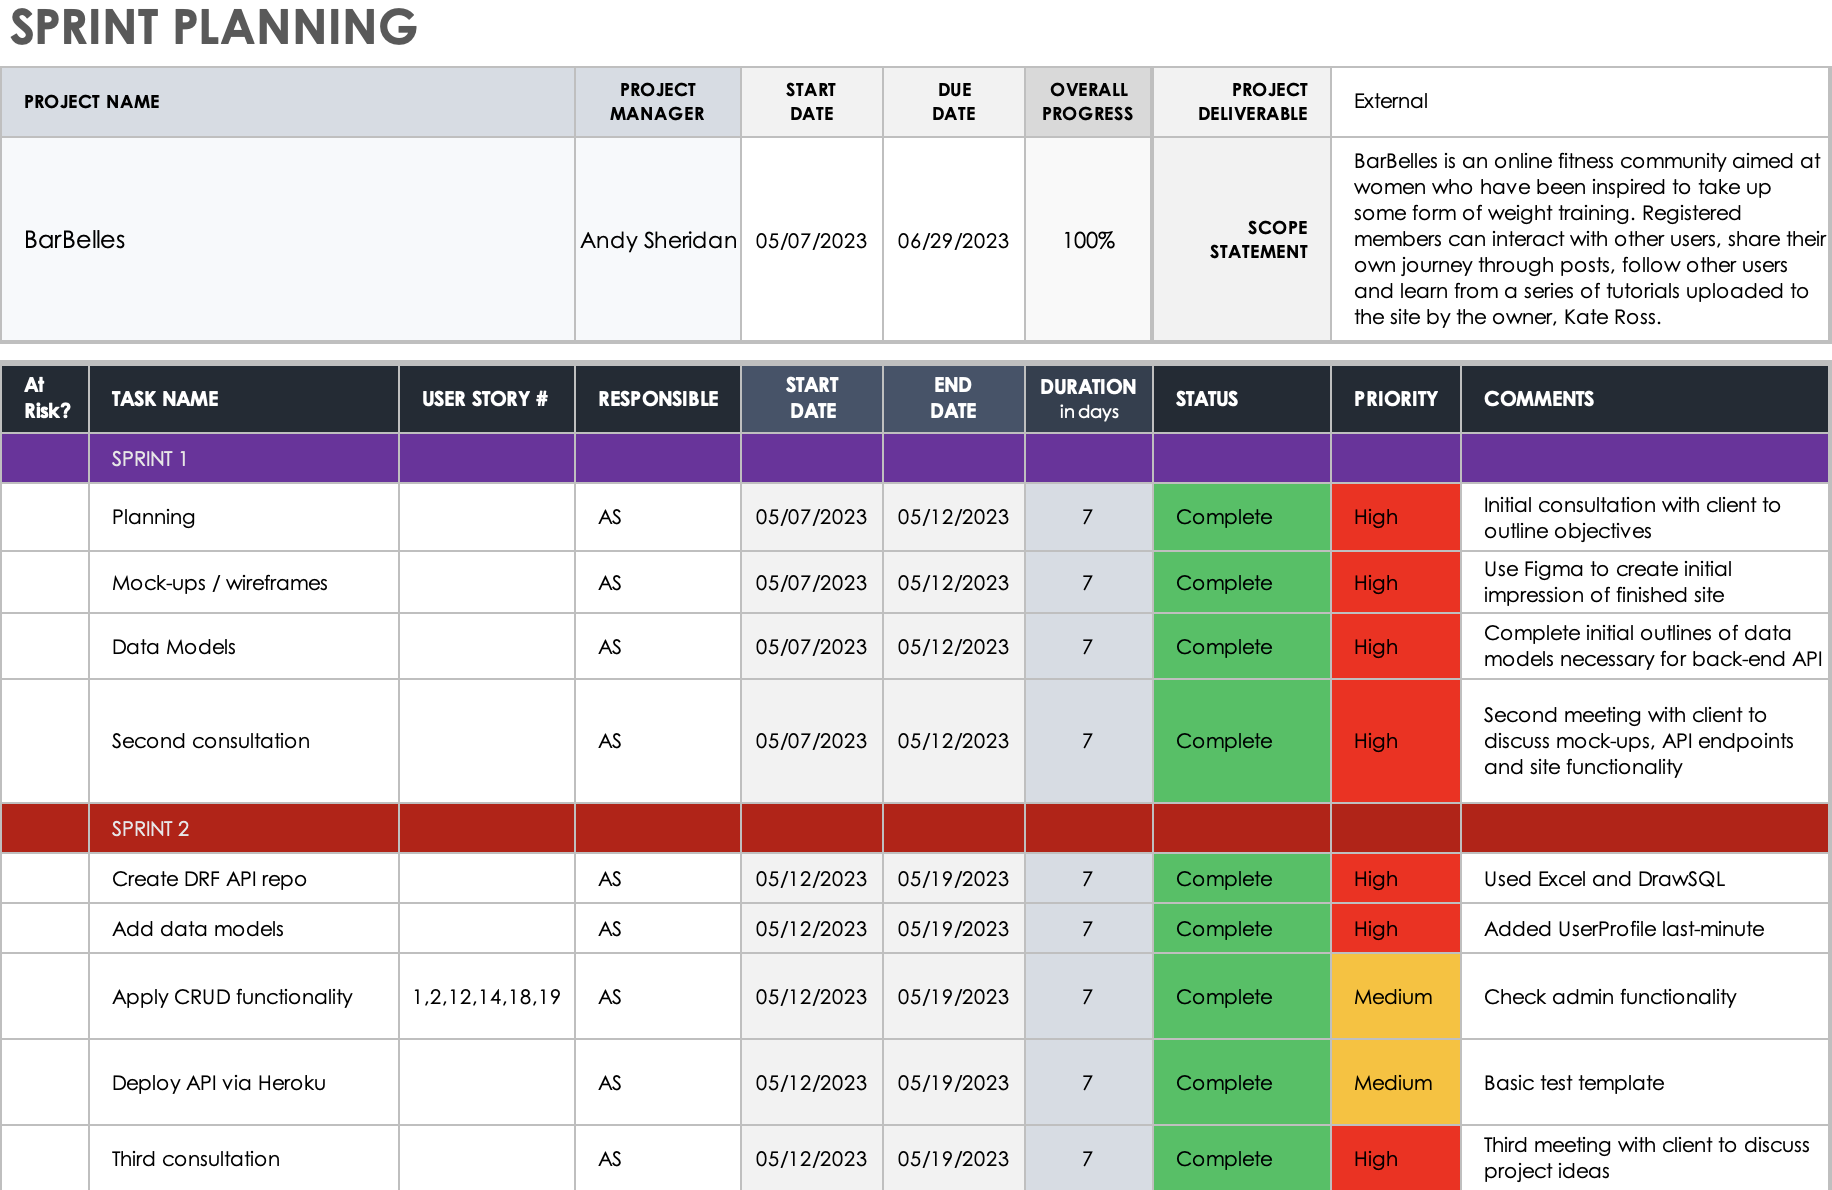 SPRINT PLANNING
PROJECT NAME
PROJECT
MANAGER
START
DATE
DUE
DATE
OVERALL
PROGRESS
PROJECT
DELIVERABLE
External
BarBelles
Andy Sheridan
05/07/2023
06/29/2023
100%
SCOPE
STATEMENT
BarBelles is an online fitness community aimed at
women who have been inspired to take up
some form of weight training. Registered
members can interact with other users, share their
own journey through posts, follow other users
and learn from a series of tutorials uploaded to
the site by the owner, Kate Ross.
At
Risk?
TASK NAME
USER STORY #
RESPONSIBLE
START
DATE
END
DATE
DURATION
in days
STATUS
PRIORITY
COMMENTS
SPRINT 1
Planning
AS
05/07/2023
05/12/2023
7
Complete
High
Initial consultation with client to
outline objectives
Mock-ups / wireframes
AS
05/07/2023
05/12/2023
7
Complete
High
Use Figma to create initial
impression of finished site
Data Models
AS
05/07/2023
05/12/2023
7
Complete
High
Complete initial outlines of data
models necessary for back-end API
Second consultation
AS
05/07/2023
05/12/2023
7
Complete
High
Second meeting with client to
discuss mock-ups, API endpoints
and site functionality
SPRINT 2
Create DRF API repo
AS
05/12/2023
05/19/2023
7
Complete
High
Used Excel and DrawSQL
Add data models
AS
05/12/2023
05/19/2023
7
Complete
High
Added UserProfile last-minute
Apply CRUD functionality
1,2,12,14,18,19
AS
05/12/2023
05/19/2023
7
Complete
Medium
Check admin functionality
Deploy API via Heroku
AS
05/12/2023
05/19/2023
7
Complete
Medium
Basic test template
Third consultation
AS
05/12/2023
05/19/2023
7
Complete
High
Third meeting with client to discuss
project ideas